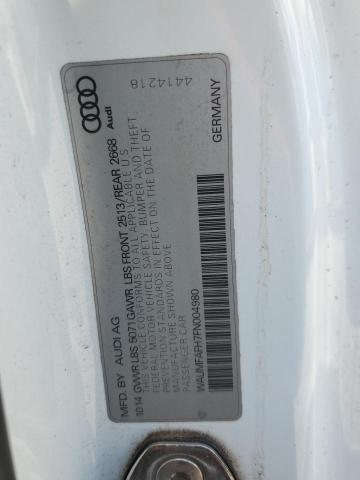 Audi
4414218
MFD. BY AUDI AG
10 14 GVWR LBS 5071 GAWR LBS FRONT 2513/REAR 2668
THIS VEHICLE CONFORMS TO ALL APPLICABLE U S
FEDERAL MOTOR VEHICLE SAFETY, BUMPER AND THEFT
PREVENTION STANDARDS IN EFFECT ON THE DATE OF
MANUFACTURE SHOWN ABOVE
PASSENGER CAR
WAUMFAFH7FN004980
GERMANY